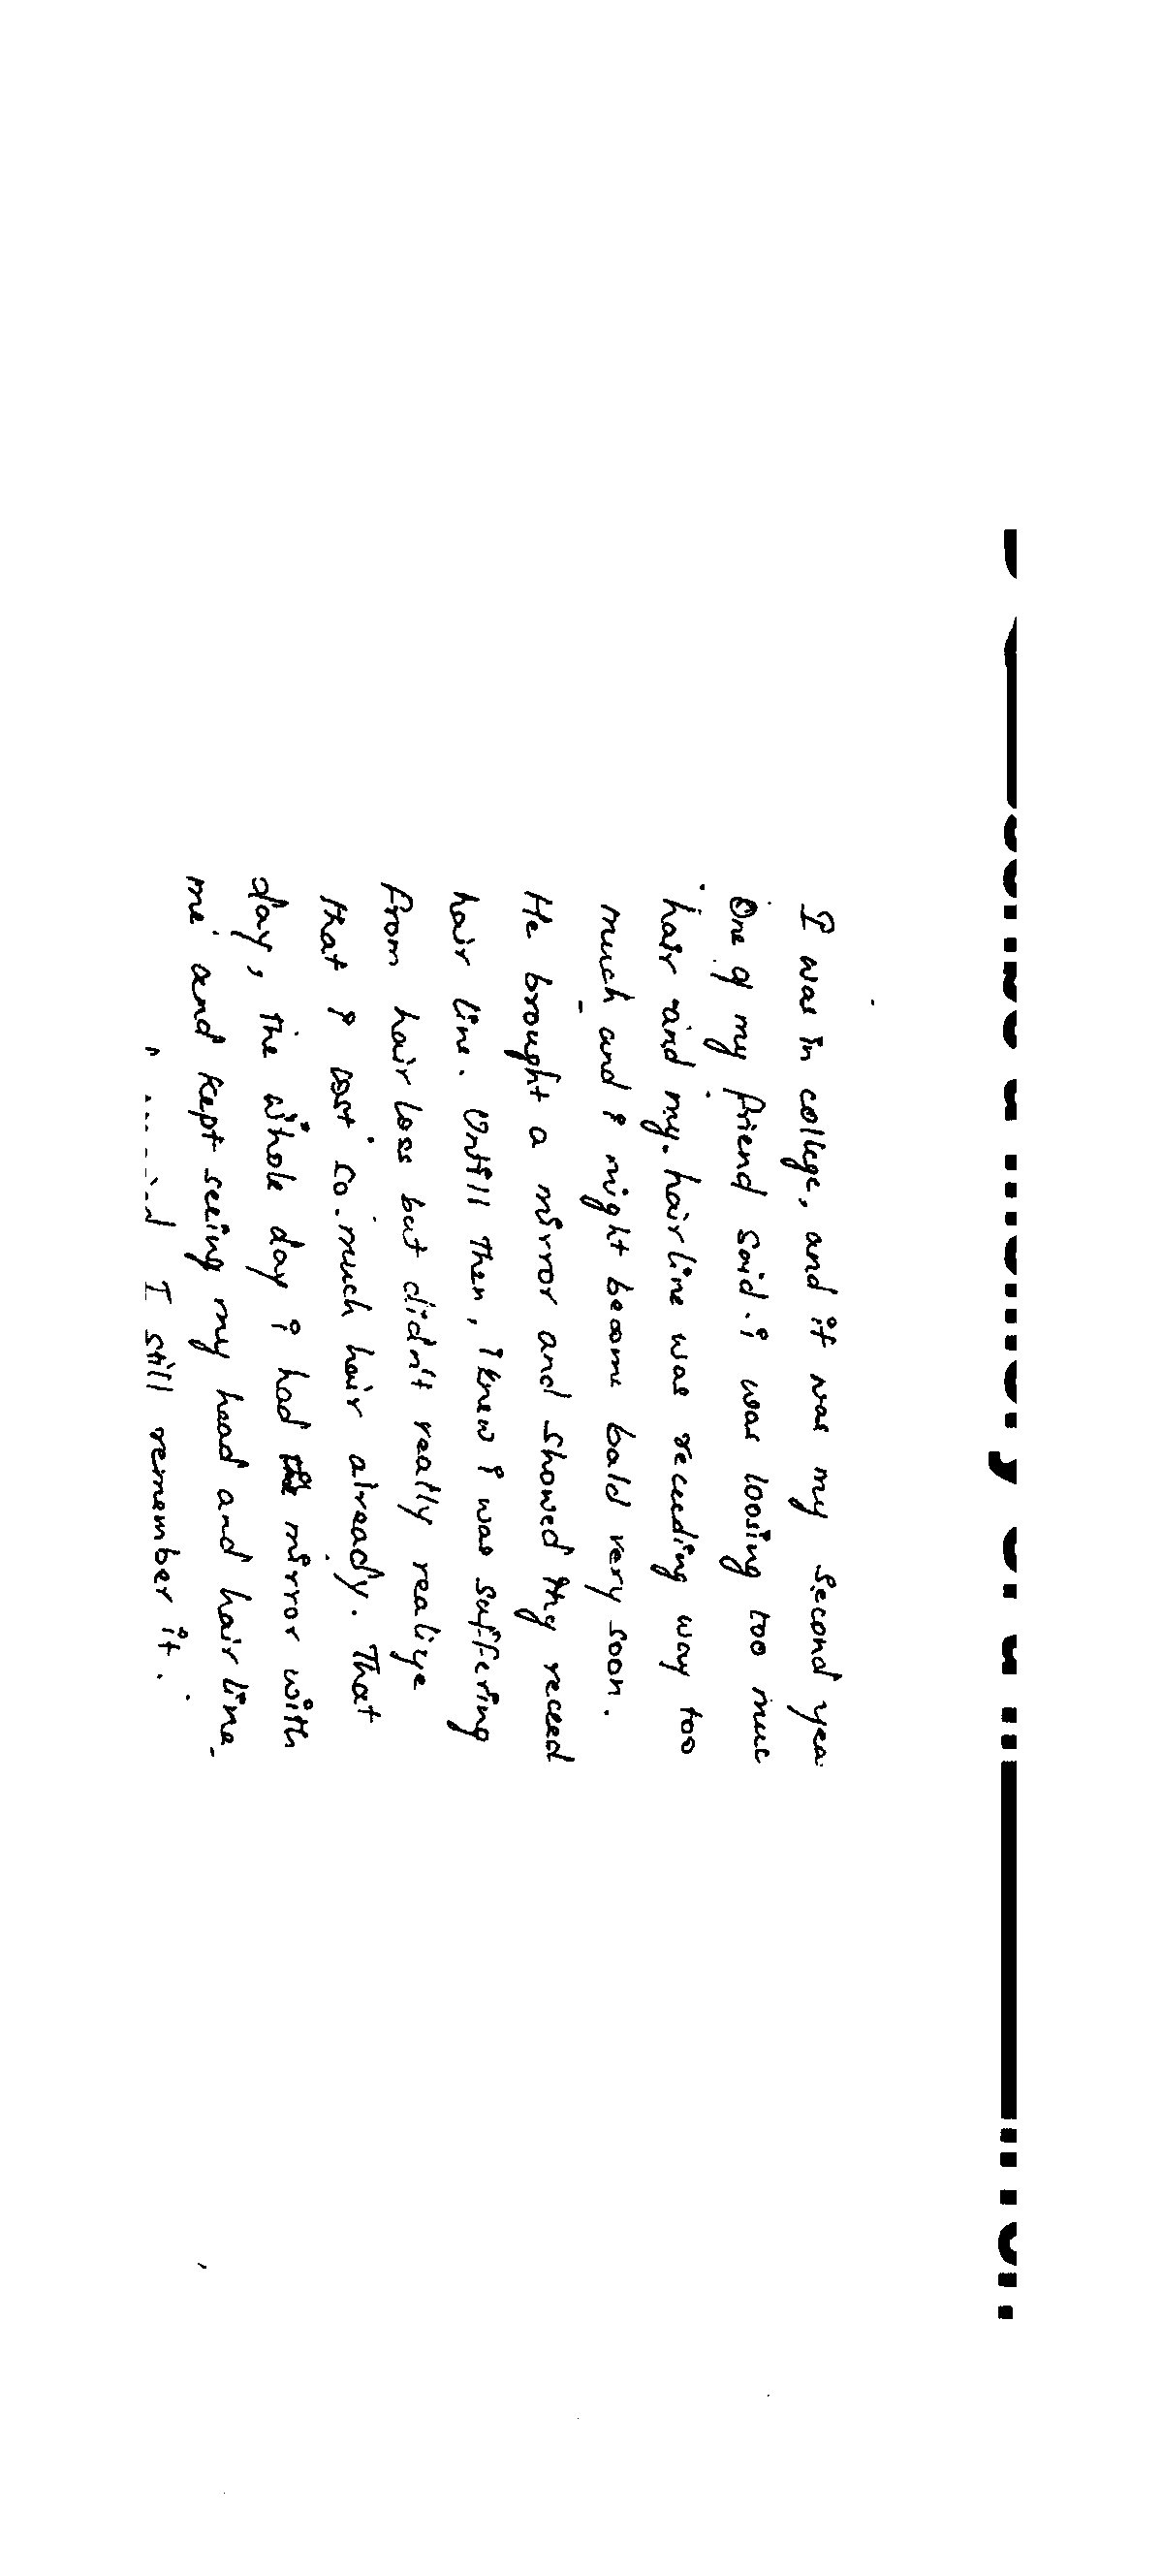 I was in college, and it was my second yea
One of my friend said i was loosing too muc
hair and my hairline was receeding way too
much and i might become bald very soon.
He brought a mirror and showed my receed
hair line. Untill then, i knew i was suffering
from hair loss but didn't really realize
that i lost so much hair already. That
day, the whole day i had the mirror with
me and kept seeing my head and hair line
I still remember it.